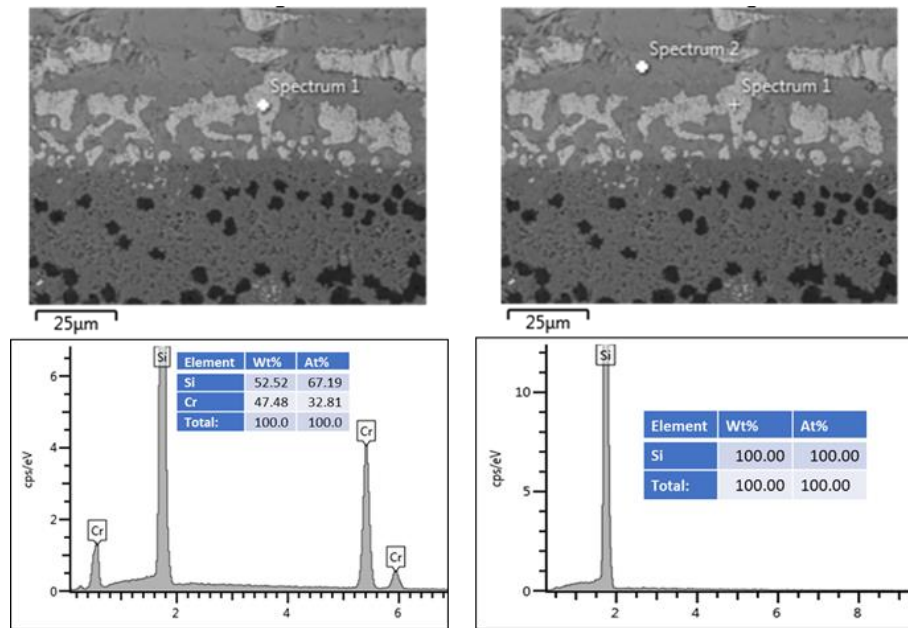 Spectrum 1
25µm
Spectrum 2
Spectrum 1
25µm
Si
Element Wt% At%
Si 52.52 67.19
Cr 47.48 32.81
Total: 100.0 100.0
Cr
Cr
Cr
cps/eV
6
4
2
0
2 4 6
Si
Element Wt% At%
Si 100.00 100.00
Total: 100.00 100.00
cps/eV
10
5
0
2 4 6 8